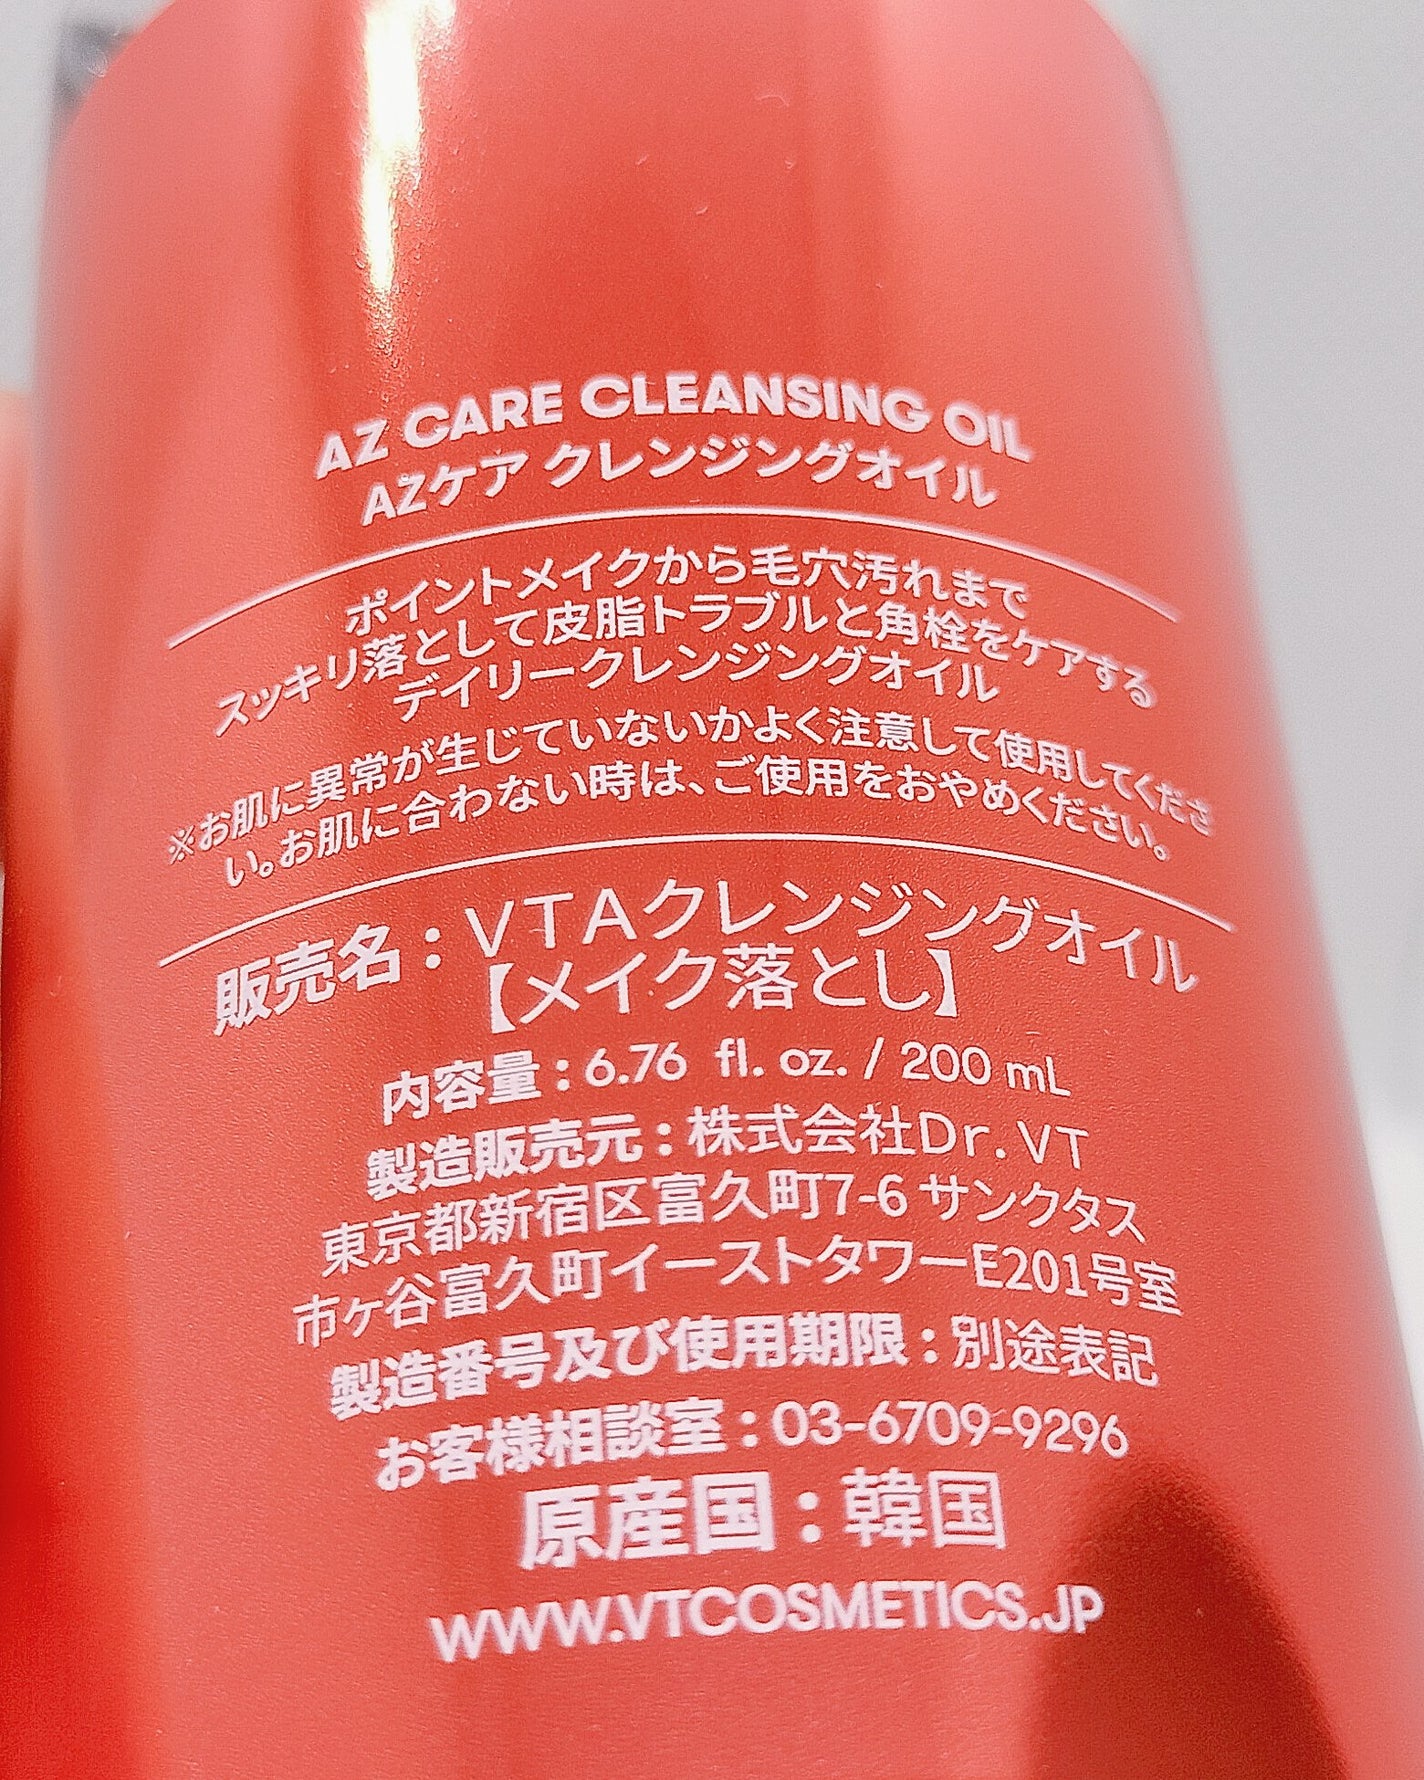 AZ CARE CLEANSING OIL
AZケア クレンジングオイル
ポイントメイクから毛穴汚れまで
スッキリ落として皮脂トラブルと角栓をケアする
デイリークレンジングオイル
※お肌に異常が生じていないかよく注意して使用してくださ
い。お肌に合わない時は、ご使用をおやめください。
販売名：VTAクレンジングオイル
【メイク落とし】
内容量：6.76 fl. oz. / 200 mL
製造販売元：株式会社Dr.VT
東京都新宿区富久町7-6 サンクタス
市ヶ谷富久町イーストタワーE201号室
製造番号及び使用期限：別途表記
お客様相談室：03-6709-9296
原産国：韓国
WWW.VTCOSMETICS.JP